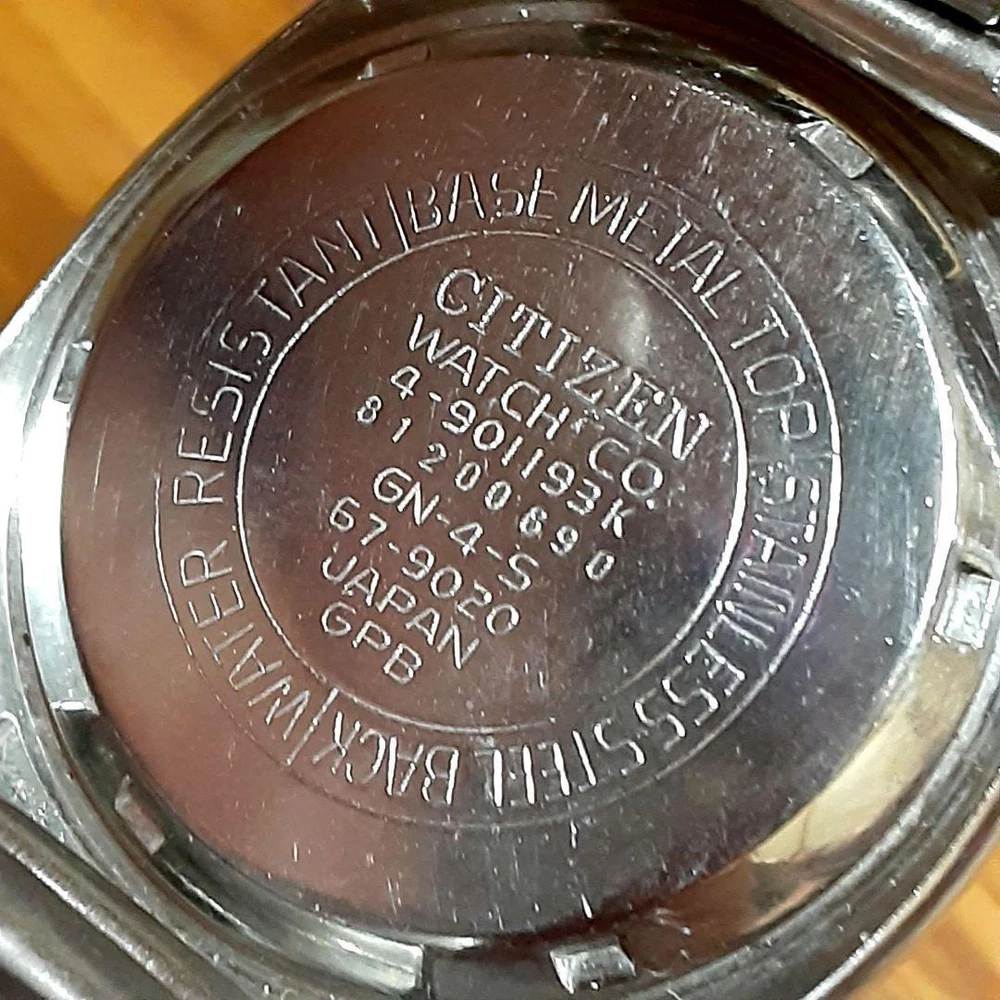 WATER RESISTANT|BASE METAL TOP|STAINLESS STEEL BACK|
CITIZEN
WATCH CO.
4-901193K
81200690
GN-4-S
67-9020
JAPAN
GPB